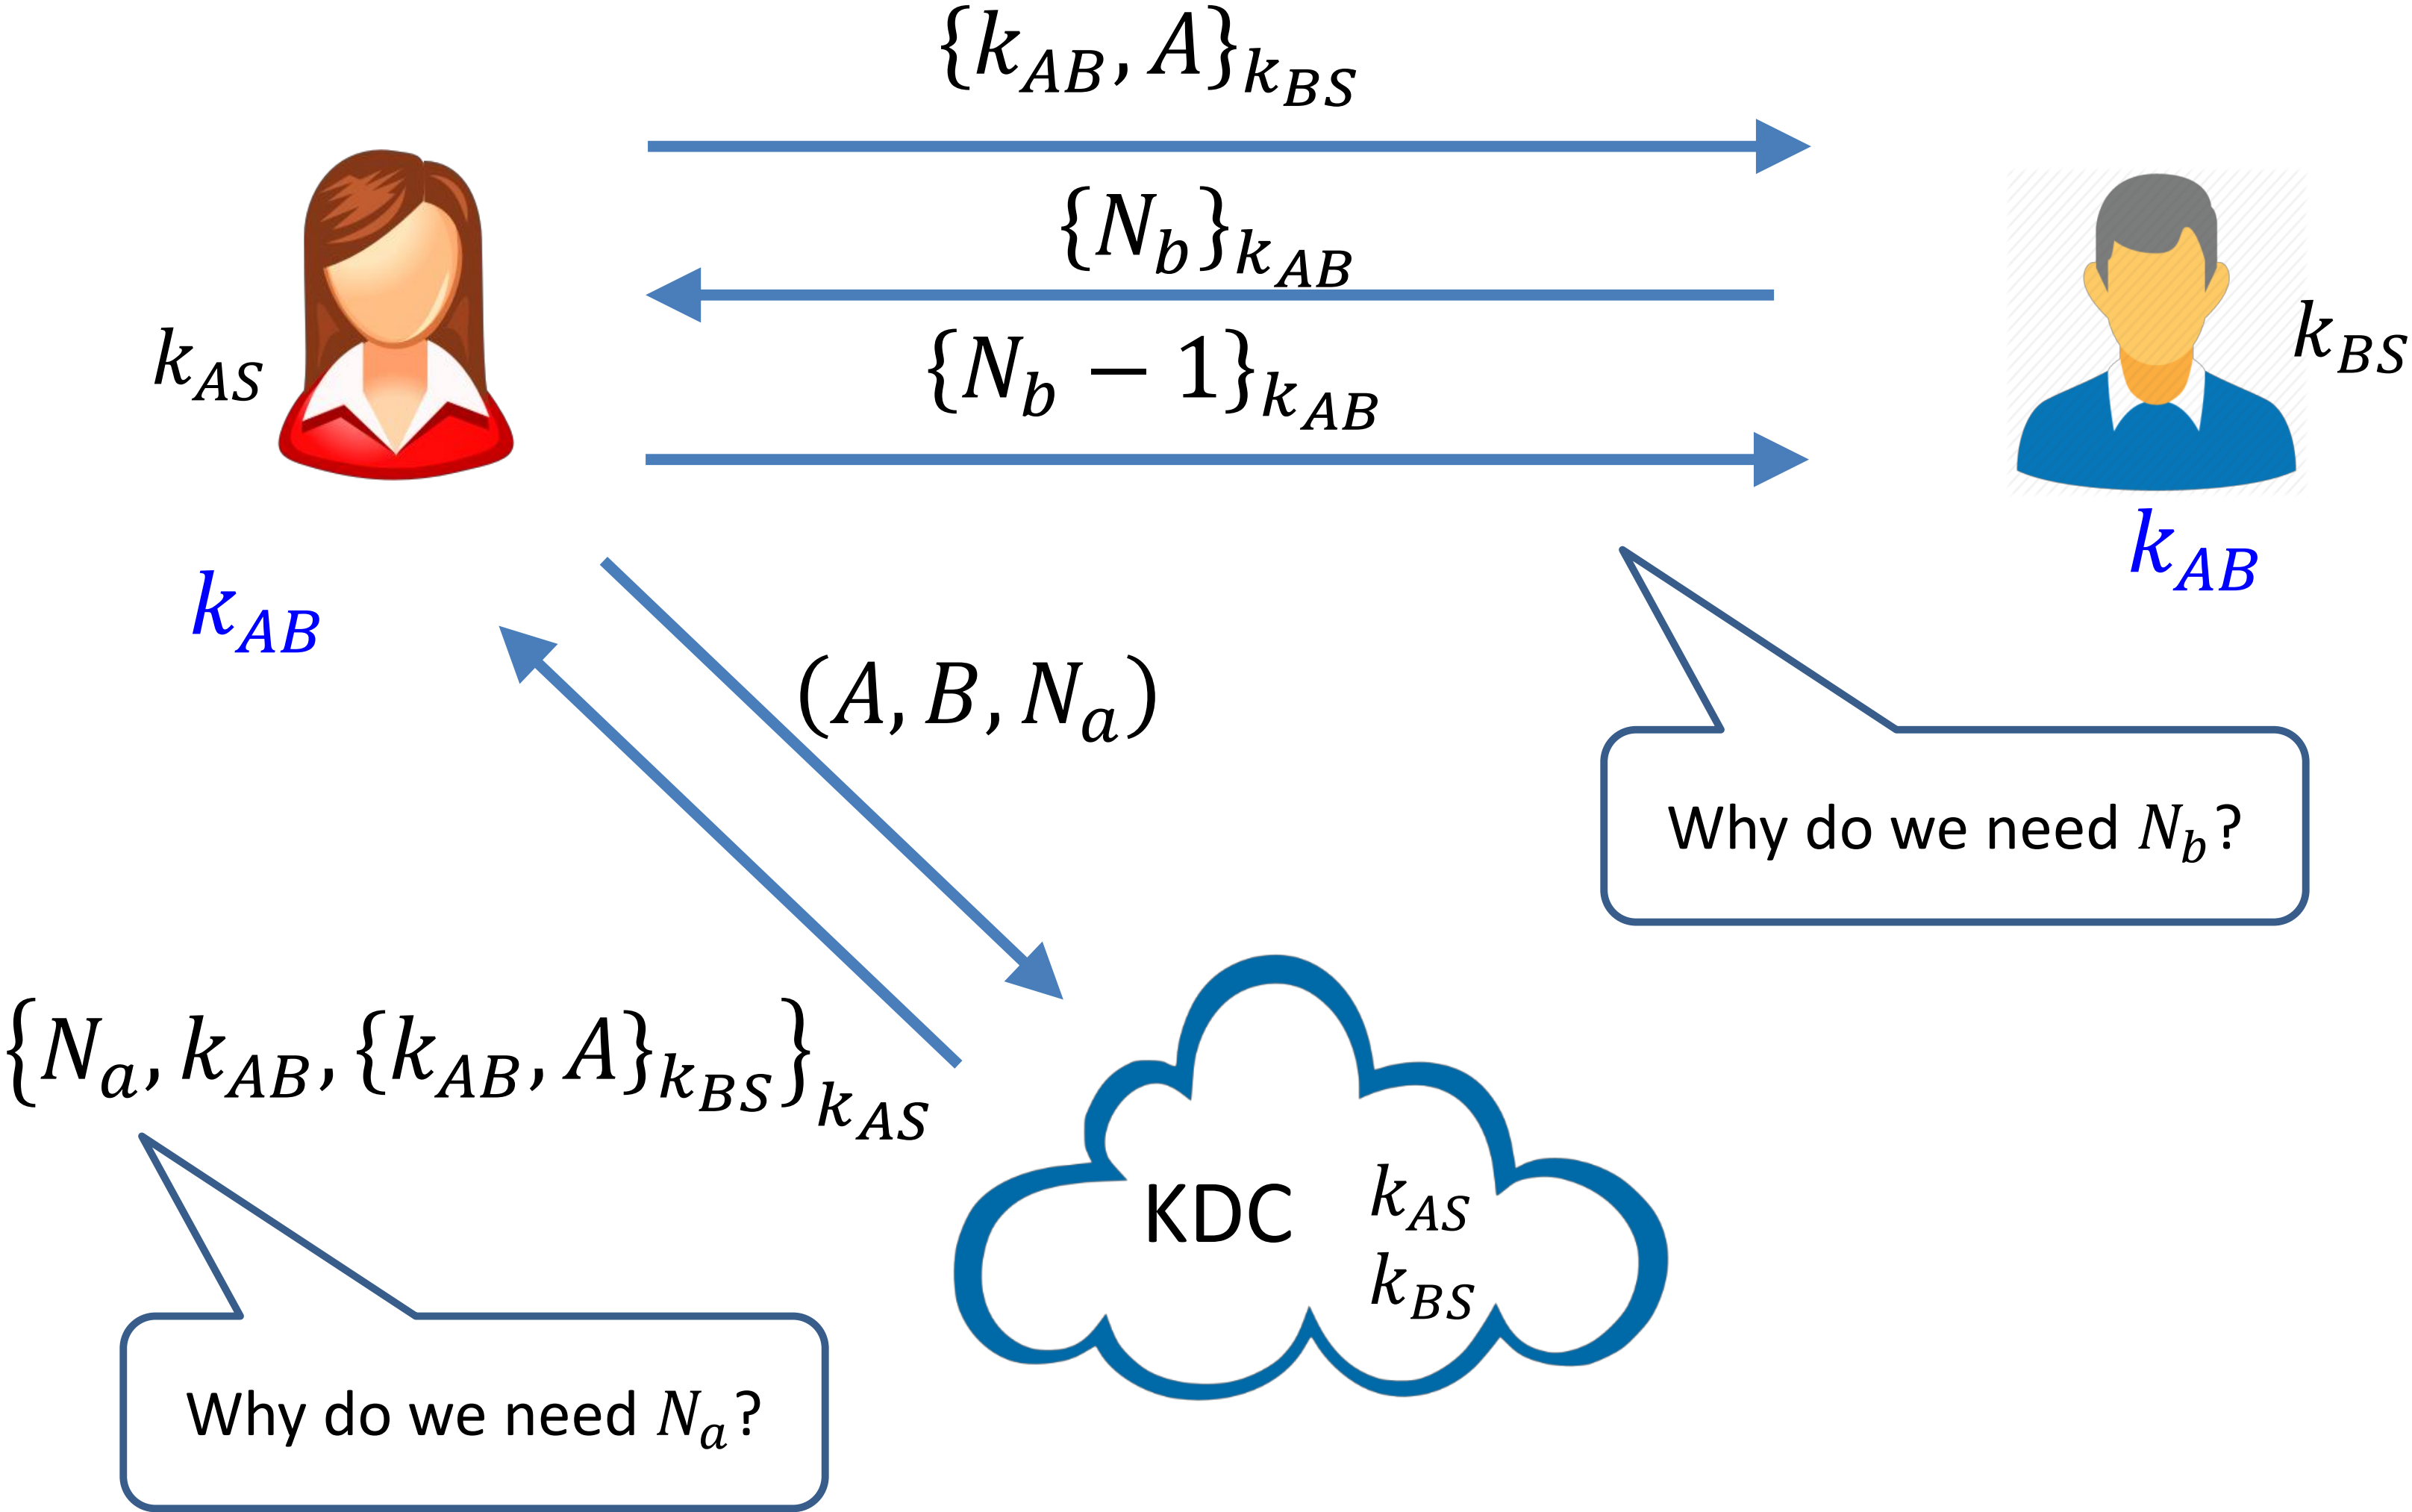 {k_AB, A}_k_BS
{N_b}_k_AB
{N_b − 1}_k_AB
k_AS
k_BS
k_AB
k_AB
(A, B, N_a)
Why do we need N_b?
{N_a, k_AB, {k_AB, A}_k_BS}_k_AS
KDC
k_AS
k_BS
Why do we need N_a?